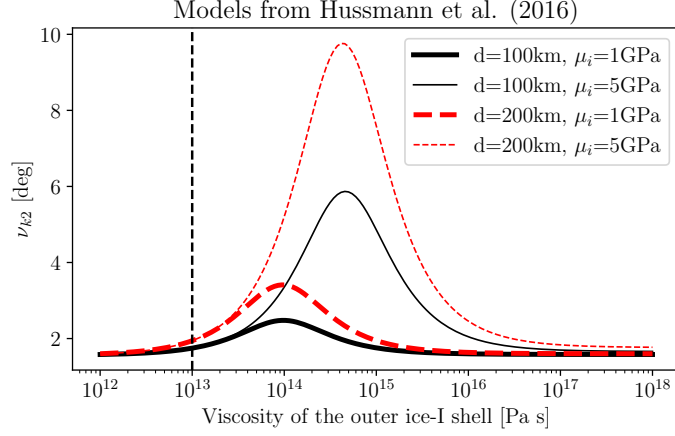 Models from Hussmann et al. (2016)
10
8
6
4
2
ν_{k2} [deg]
d=100km, μ_i=1GPa
d=100km, μ_i=5GPa
d=200km, μ_i=1GPa
d=200km, μ_i=5GPa
10^{12} 10^{13} 10^{14} 10^{15} 10^{16} 10^{17} 10^{18}
Viscosity of the outer ice-I shell [Pa s]